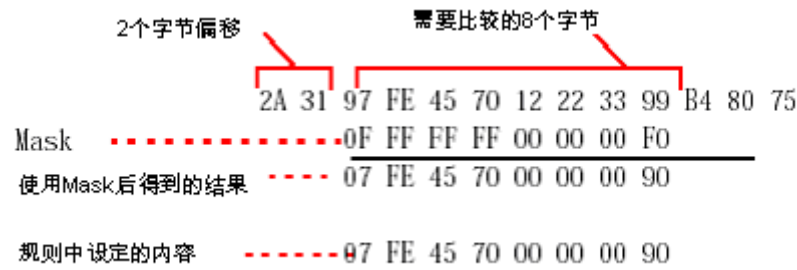 2个字节偏移
需要比较的8个字节
2A 31 97 FE 45 70 12 22 33 99 B4 80 75
Mask 0F FF FF FF 00 00 00 F0
使用Mask后得到的结果 07 FE 45 70 00 00 00 90
规则中设定的内容 07 FE 45 70 00 00 00 90